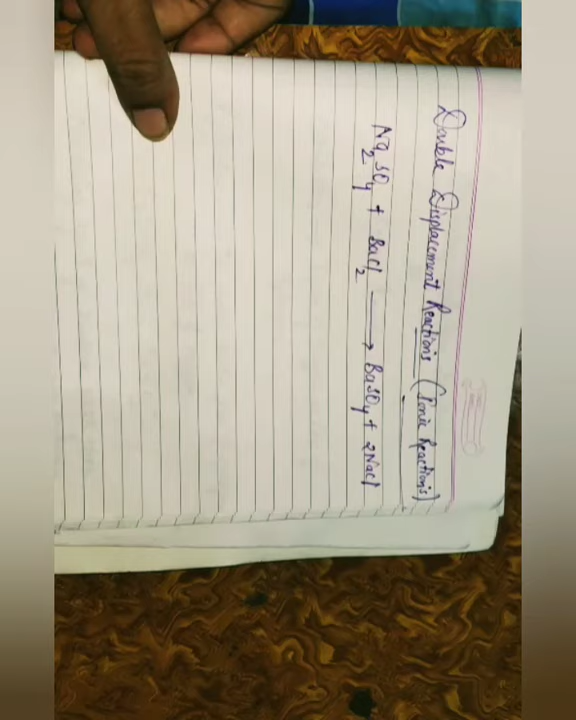 Double Displacement Reactions (Ionic Reactions)
Na2SO4 + BaCl2 ⟶ BaSO4 + 2NaCl